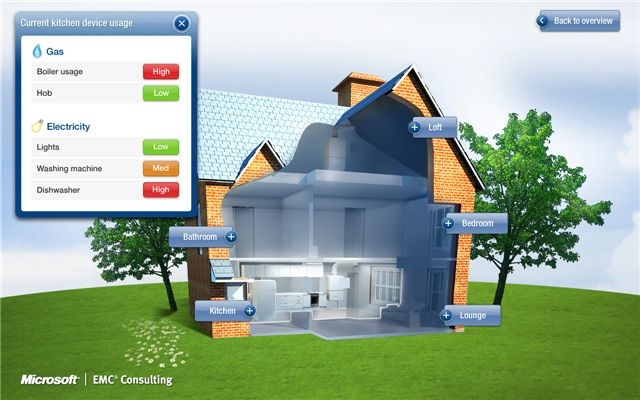 Current kitchen device usage
Back to overview
Gas
Boiler usage High
Hob Low
Electricity
Lights Low
Washing machine Med
Dishwasher High
Loft
Bedroom
Bathroom
Kitchen
Lounge
Microsoft® | EMC® Consulting